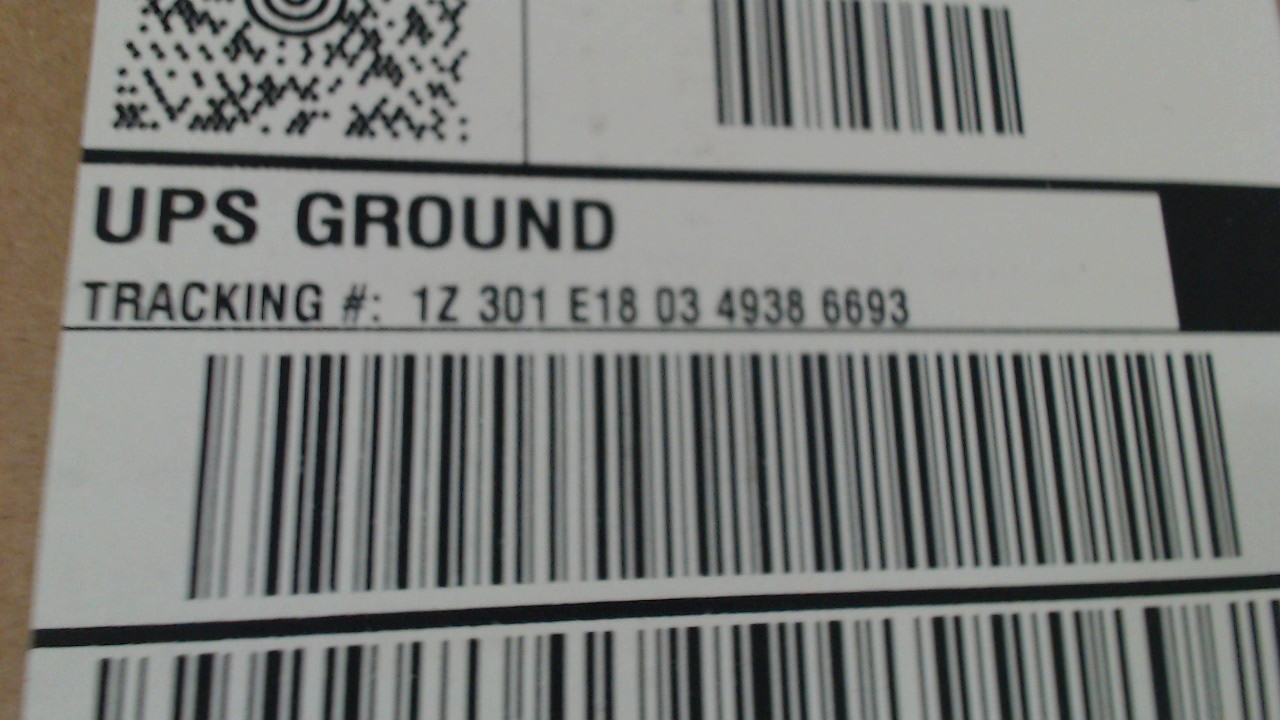 UPS GROUND
TRACKING #: 1Z 301 E18 03 4938 6693